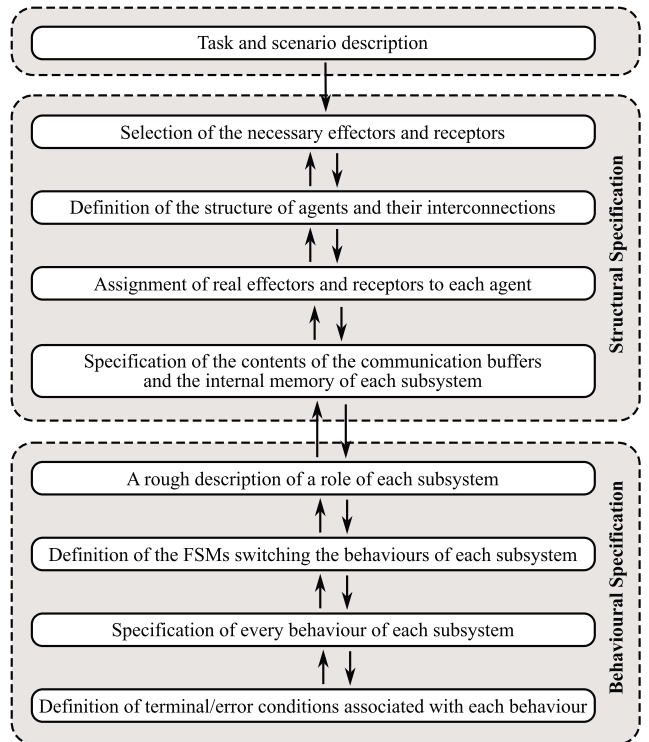 Task and scenario description
Selection of the necessary effectors and receptors
Definition of the structure of agents and their interconnections
Assignment of real effectors and receptors to each agent
Specification of the contents of the communication buffers
and the internal memory of each subsystem
Structural Specification
A rough description of a role of each subsystem
Definition of the FSMs switching the behaviours of each subsystem
Specification of every behaviour of each subsystem
Definition of terminal/error conditions associated with each behaviour
Behavioural Specification